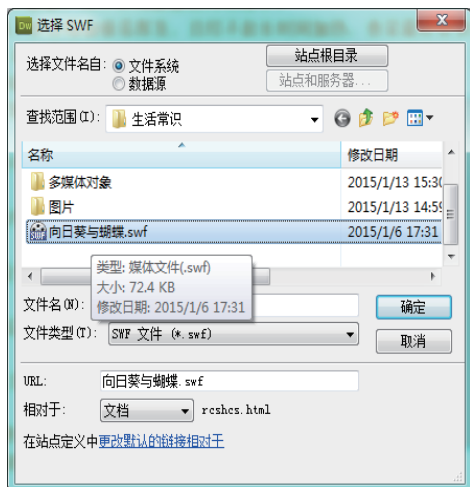 Dw 选择 SWF
选择文件名自: 文件系统 站点根目录
数据源 站点和服务器...
查找范围(I): 生活常识
名称 修改日期
多媒体对象 2015/1/13 15:30
图片 2015/1/13 14:59
向日葵与蝴蝶.swf 2015/1/6 17:31
类型: 媒体文件(.swf)
大小: 72.4 KB
修改日期: 2015/1/6 17:31
文件名(N): 确定
文件类型(T): SWF 文件 (*.swf) 取消
URL: 向日葵与蝴蝶.swf
相对于: 文档 rcshcs.html
在站点定义中更改默认的链接相对于